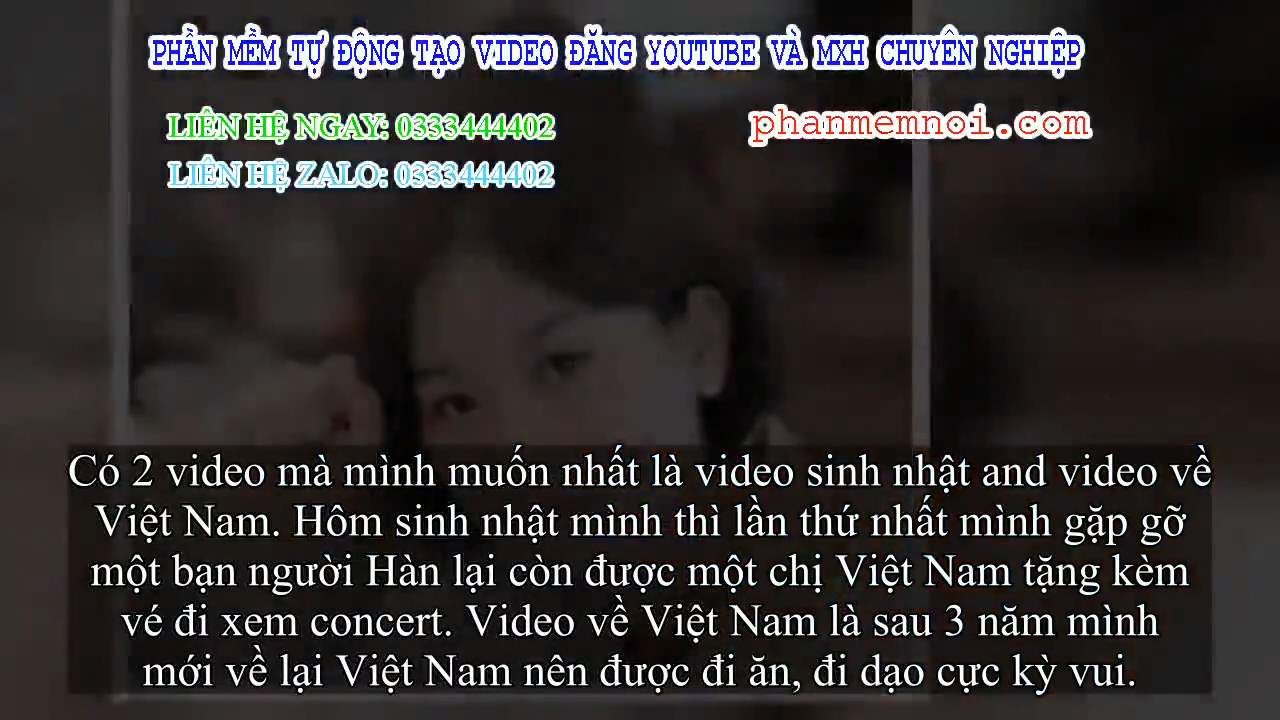 PHẦN MỀM TỰ ĐỘNG TẠO VIDEO ĐĂNG YOUTUBE VÀ MXH CHUYÊN NGHIỆP
LIÊN HỆ NGAY: 0333444402
phanmemnoi.com
LIÊN HỆ ZALO: 0333444402
Có 2 video mà mình muốn nhất là video sinh nhật and video về
Việt Nam. Hôm sinh nhật mình thì lần thứ nhất mình gặp gỡ
một bạn người Hàn lại còn được một chị Việt Nam tặng kèm
vé đi xem concert. Video về Việt Nam là sau 3 năm mình
mới về lại Việt Nam nên được đi ăn, đi dạo cực kỳ vui.